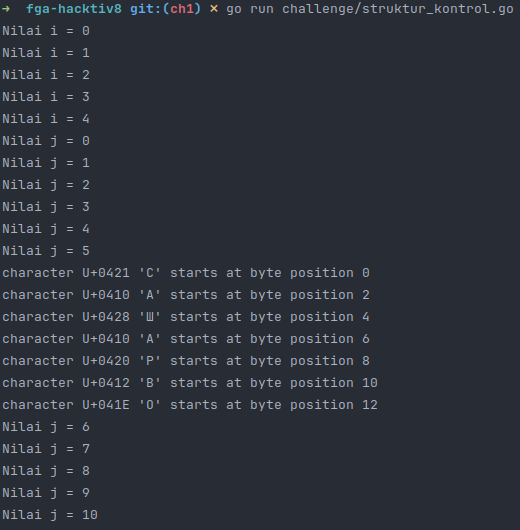 ➜ fga-hacktiv8 git:(ch1) ✗ go run challenge/struktur_kontrol.go
Nilai i = 0
Nilai i = 1
Nilai i = 2
Nilai i = 3
Nilai i = 4
Nilai j = 0
Nilai j = 1
Nilai j = 2
Nilai j = 3
Nilai j = 4
Nilai j = 5
character U+0421 'С' starts at byte position 0
character U+0410 'А' starts at byte position 2
character U+0428 'Ш' starts at byte position 4
character U+0410 'А' starts at byte position 6
character U+0420 'Р' starts at byte position 8
character U+0412 'В' starts at byte position 10
character U+041E 'О' starts at byte position 12
Nilai j = 6
Nilai j = 7
Nilai j = 8
Nilai j = 9
Nilai j = 10